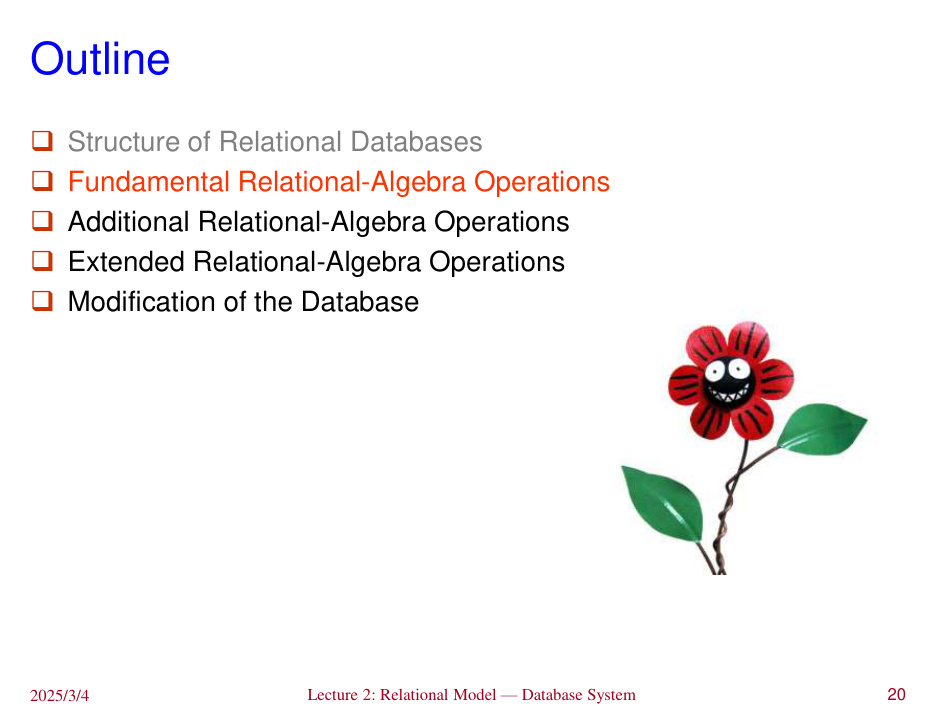 Outline
Structure of Relational Databases
Fundamental Relational-Algebra Operations
Additional Relational-Algebra Operations
Extended Relational-Algebra Operations
Modification of the Database
2025/3/4 Lecture 2: Relational Model — Database System 20